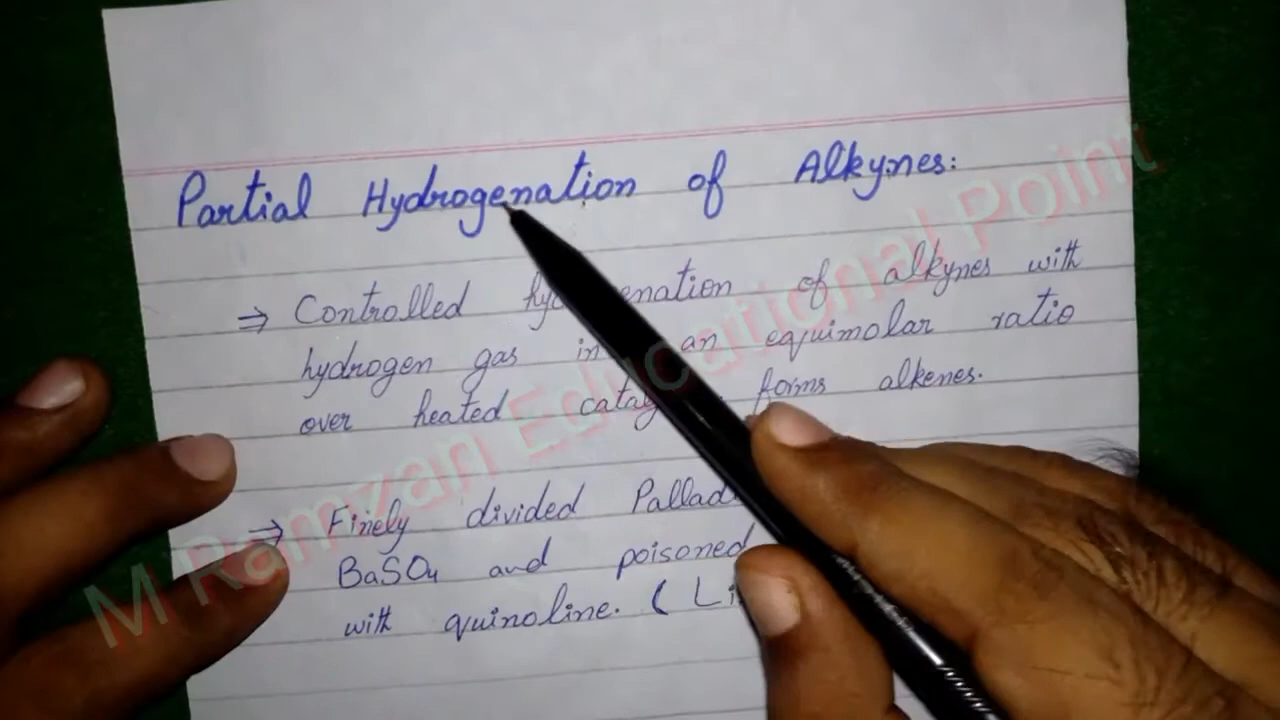 Partial Hydrogenation of Alkynes:
⇒ Controlled of alkynes with
hydrogen gas in an equimolar ratio
over heated forms alkenes.
⇒ Finely divided
BaSO4 and poisoned
with quinoline. (
M Ramzan Educational Point